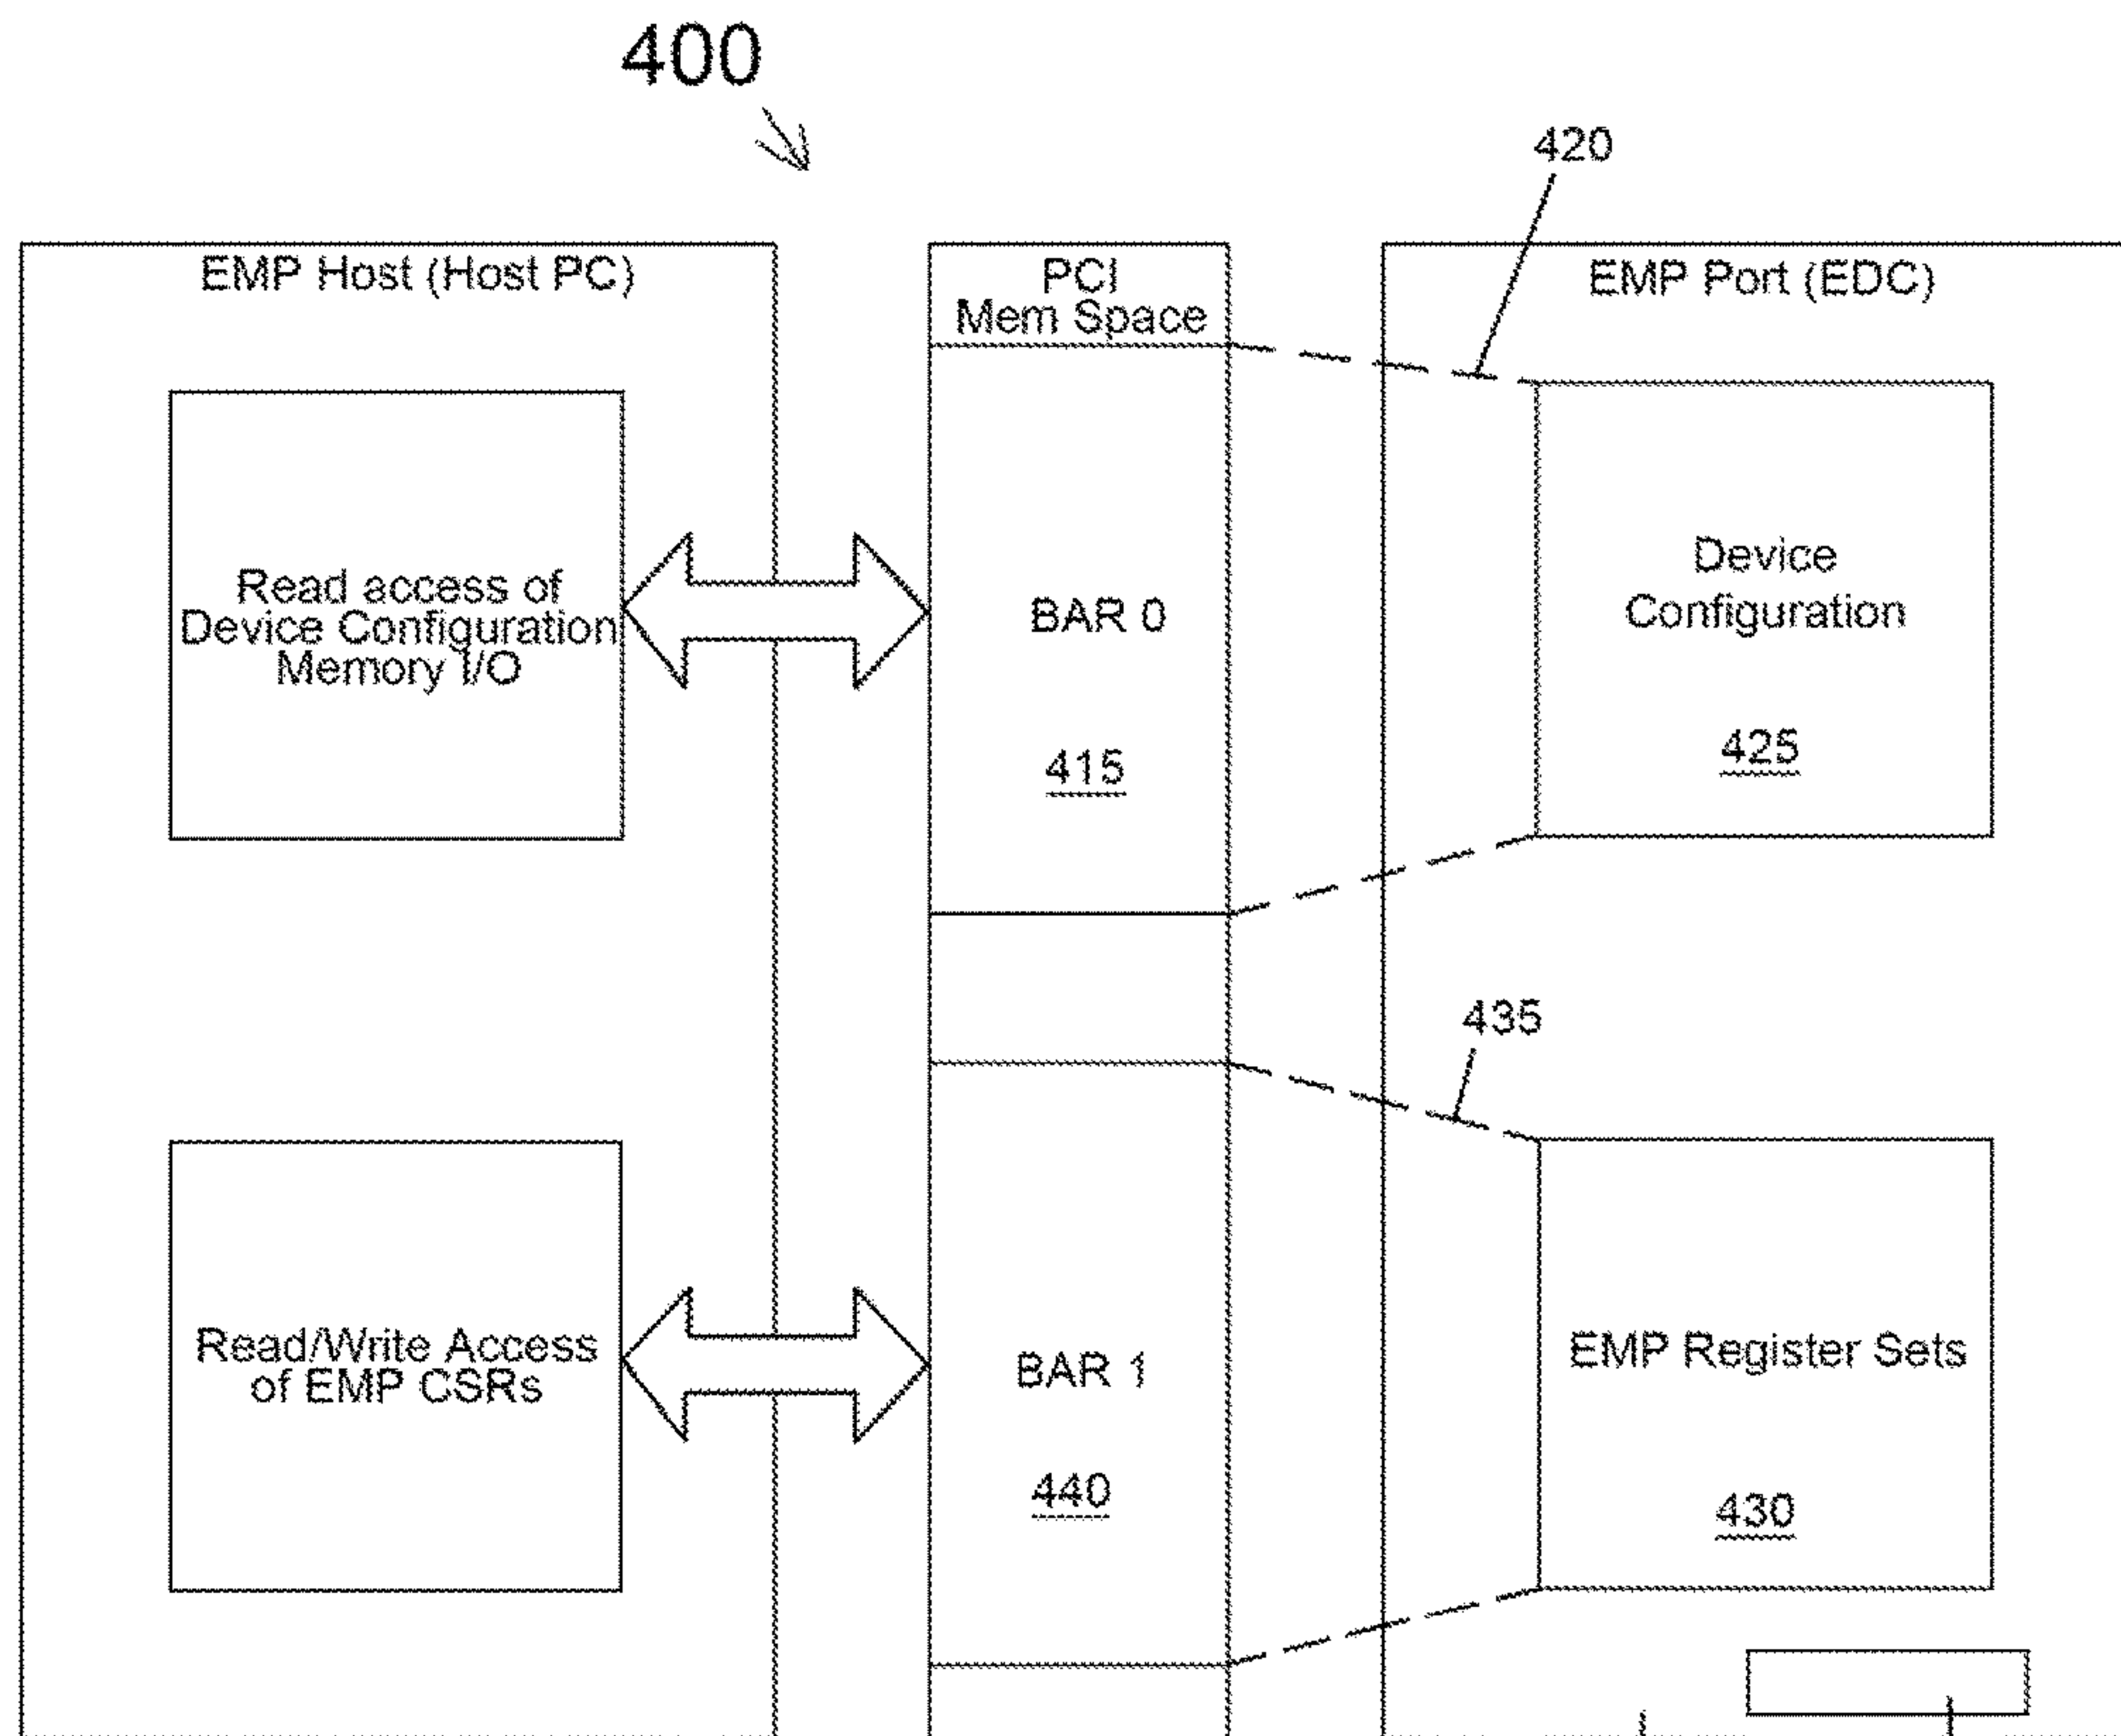 400
420
EMP Host (Host PC)
PCI
Mem Space
EMP Port (EDC)
Read access of
Device Configuration
Memory I/O
BAR 0
415
Device
Configuration
425
435
Read/Write Access
of EMP CSRs
BAR 1
440
EMP Register Sets
430